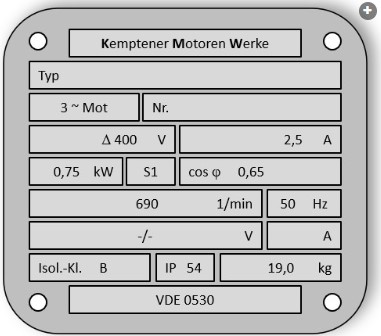 Kemptener Motoren Werke
Typ
3 ~ Mot Nr.
Δ 400 V 2,5 A
0,75 kW S1 cos φ 0,65
690 1/min 50 Hz
-/- V A
Isol.-Kl. B IP 54 19,0 kg
VDE 0530